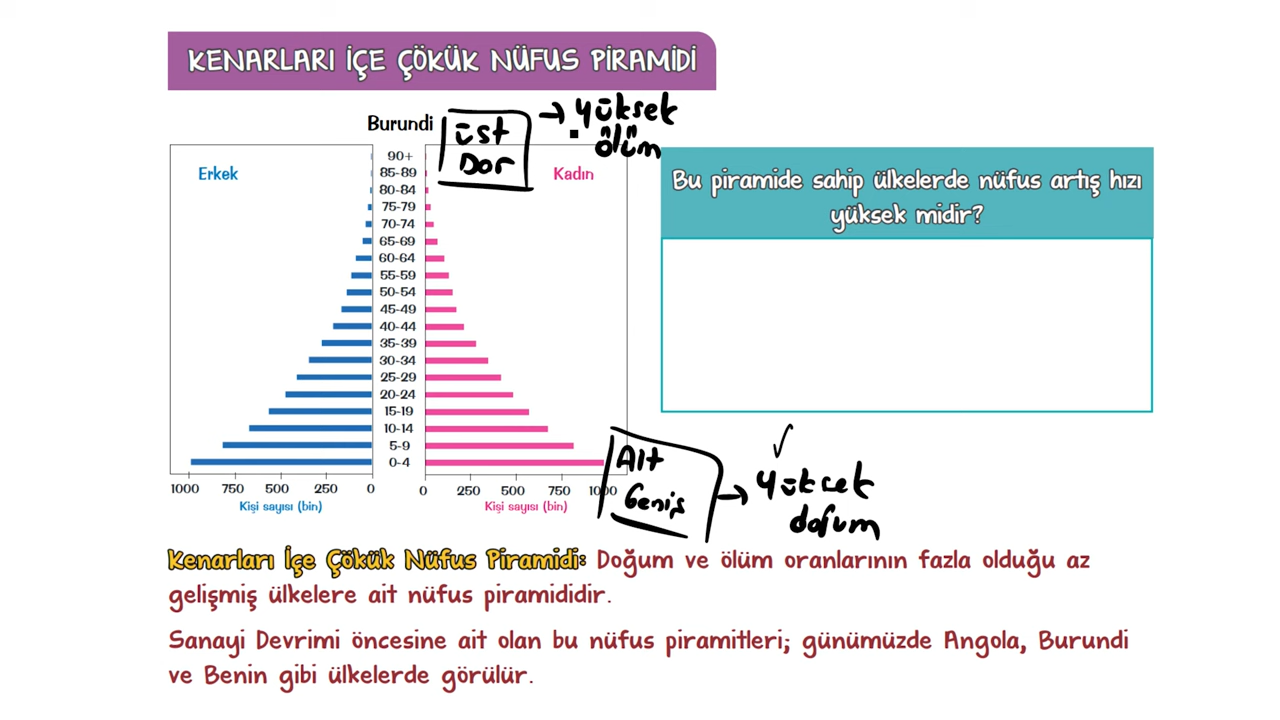 KENARLARI İÇE ÇÖKÜK NÜFUS PİRAMİDİ
Burundi
üst
Dar
→ Yüksek
ölüm
Erkek
Kadın
90+
85-89
80-84
75-79
70-74
65-69
60-64
55-59
50-54
45-49
40-44
35-39
30-34
25-29
20-24
15-19
10-14
5-9
0-4
1000 750 500 250 0
0 250 500 750 1000
Kişi sayısı (bin)
Kişi sayısı (bin)
Bu piramide sahip ülkelerde nüfus artış hızı
yüksek midir?
Alt
Geniş
→ Yüksek
doğum
Kenarları İçe Çökük Nüfus Piramidi: Doğum ve ölüm oranlarının fazla olduğu az
gelişmiş ülkelere ait nüfus piramididir.
Sanayi Devrimi öncesine ait olan bu nüfus piramitleri; günümüzde Angola, Burundi
ve Benin gibi ülkelerde görülür.